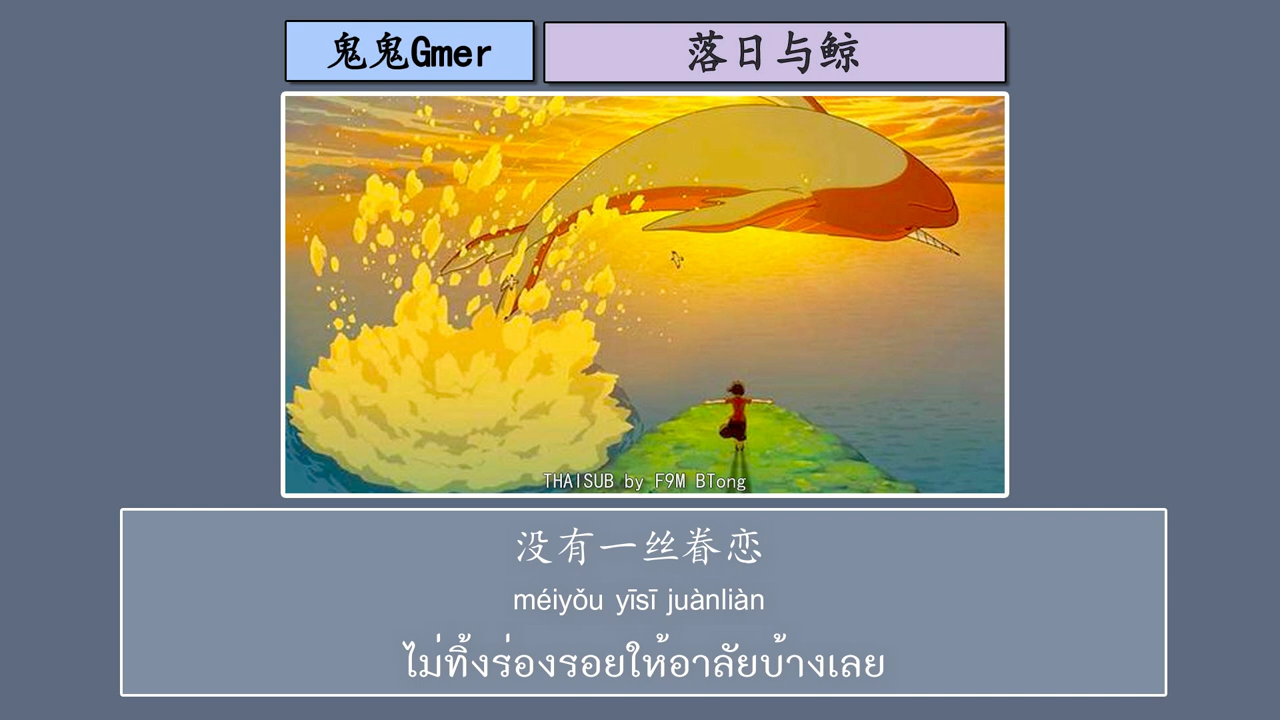 鬼鬼Gmer
落日与鲸
THAISUB by F9M BTong
没有一丝眷恋
méiyǒu yīsī juànliàn
ไม่ทิ้งร่องรอยให้อาลัยบ้างเลย